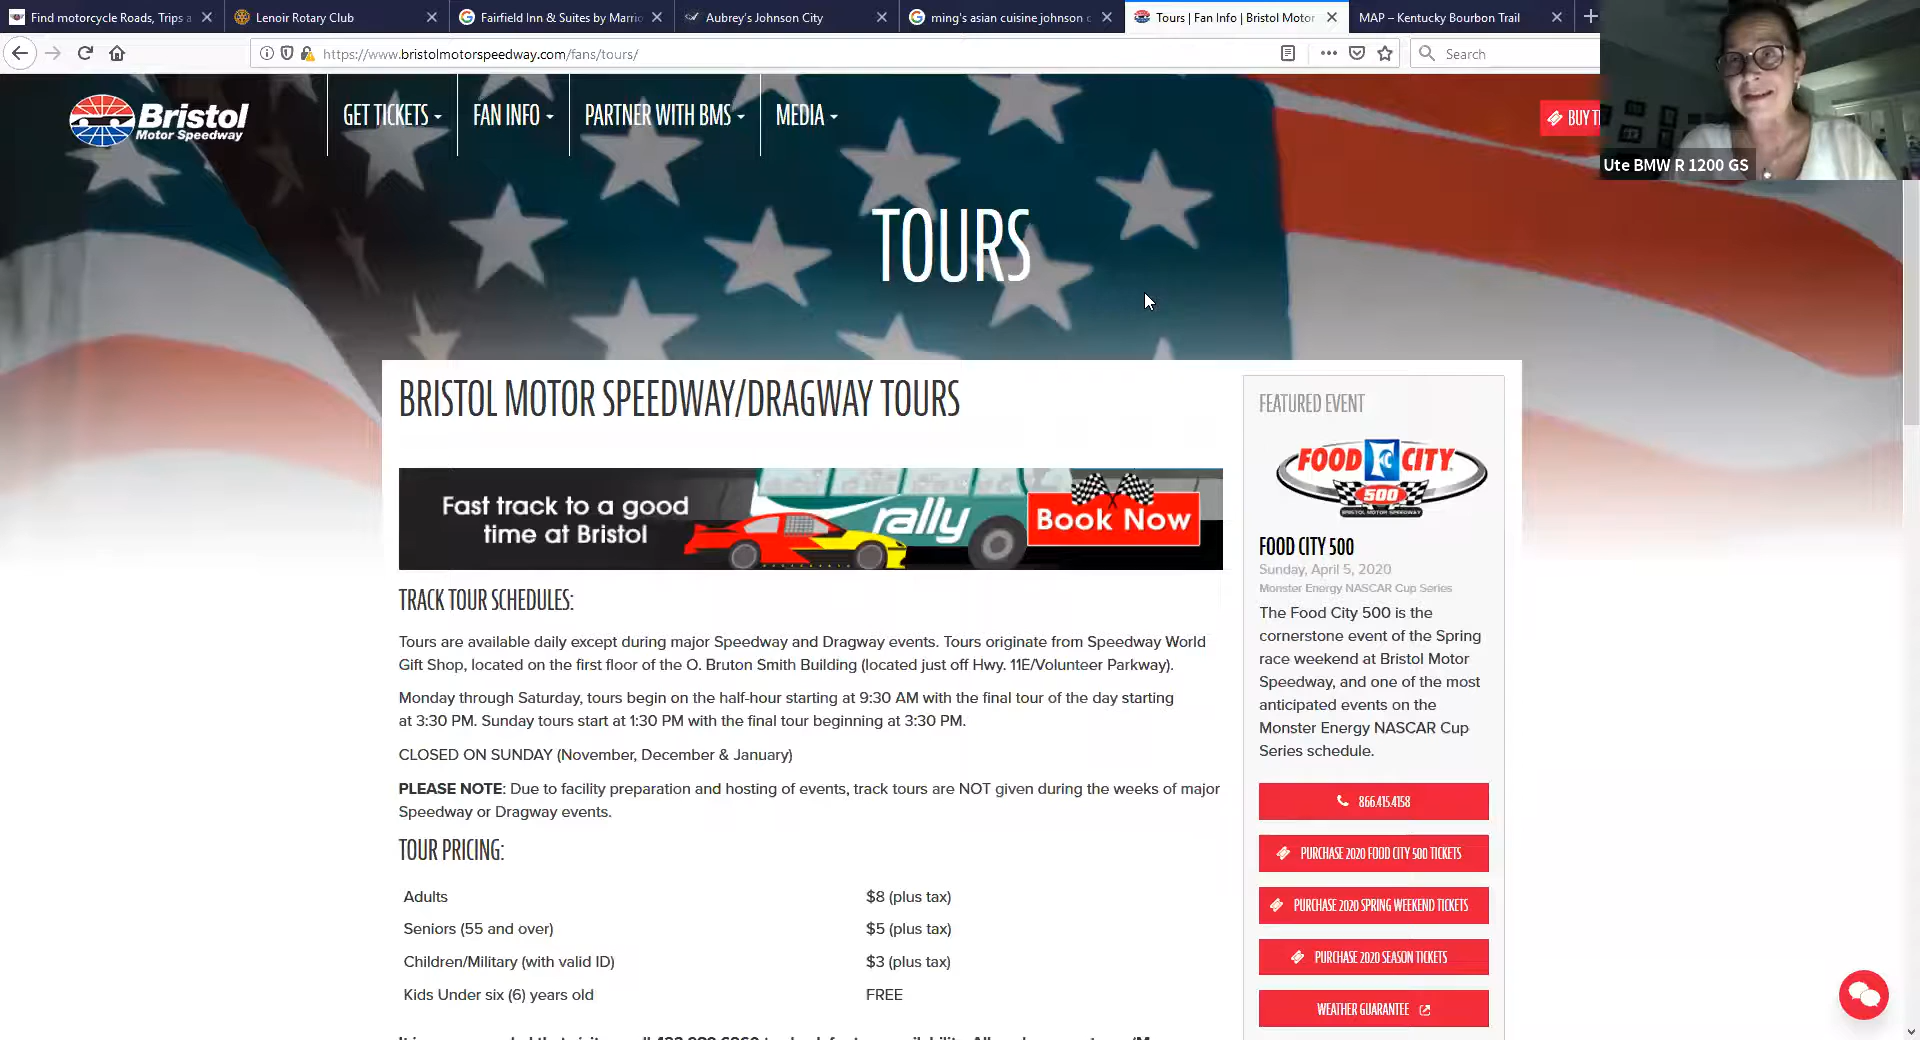 Find motorcycle Roads, Trips a
Lenoir Rotary Club
Fairfield Inn & Suites by Marrio
Aubrey's Johnson City
ming's asian cuisine johnson c
Tours | Fan Info | Bristol Motor
MAP – Kentucky Bourbon Trail
https://www.bristolmotorspeedway.com/fans/tours/
Search
Bristol
Motor Speedway
GET TICKETS
FAN INFO
PARTNER WITH BMS
MEDIA
BUY TI
Ute BMW R 1200 GS
TOURS
BRISTOL MOTOR SPEEDWAY/DRAGWAY TOURS
Fast track to a good
time at Bristol
rally
Book Now
TRACK TOUR SCHEDULES:
Tours are available daily except during major Speedway and Dragway events. Tours originate from Speedway World
Gift Shop, located on the first floor of the O. Bruton Smith Building (located just off Hwy. 11E/Volunteer Parkway).
Monday through Saturday, tours begin on the half-hour starting at 9:30 AM with the final tour of the day starting
at 3:30 PM. Sunday tours start at 1:30 PM with the final tour beginning at 3:30 PM.
CLOSED ON SUNDAY (November, December & January)
PLEASE NOTE: Due to facility preparation and hosting of events, track tours are NOT given during the weeks of major
Speedway or Dragway events.
TOUR PRICING:
Adults $8 (plus tax)
Seniors (55 and over) $5 (plus tax)
Children/Military (with valid ID) $3 (plus tax)
Kids Under six (6) years old FREE
FEATURED EVENT
FOOD CITY
500
BRISTOL MOTOR SPEEDWAY
FOOD CITY 500
Sunday, April 5, 2020
Monster Energy NASCAR Cup Series
The Food City 500 is the
cornerstone event of the Spring
race weekend at Bristol Motor
Speedway, and one of the most
anticipated events on the
Monster Energy NASCAR Cup
Series schedule.
866.415.4158
PURCHASE 2020 FOOD CITY 500 TICKETS
PURCHASE 2020 SPRING WEEKEND TICKETS
PURCHASE 2020 SEASON TICKETS
WEATHER GUARANTEE